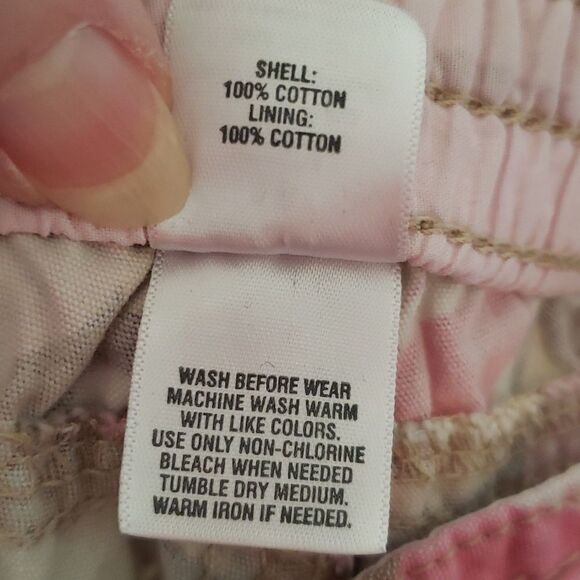 SHELL:
100% COTTON
LINING:
100% COTTON
WASH BEFORE WEAR
MACHINE WASH WARM
WITH LIKE COLORS.
USE ONLY NON-CHLORINE
BLEACH WHEN NEEDED
TUMBLE DRY MEDIUM.
WARM IRON IF NEEDED.